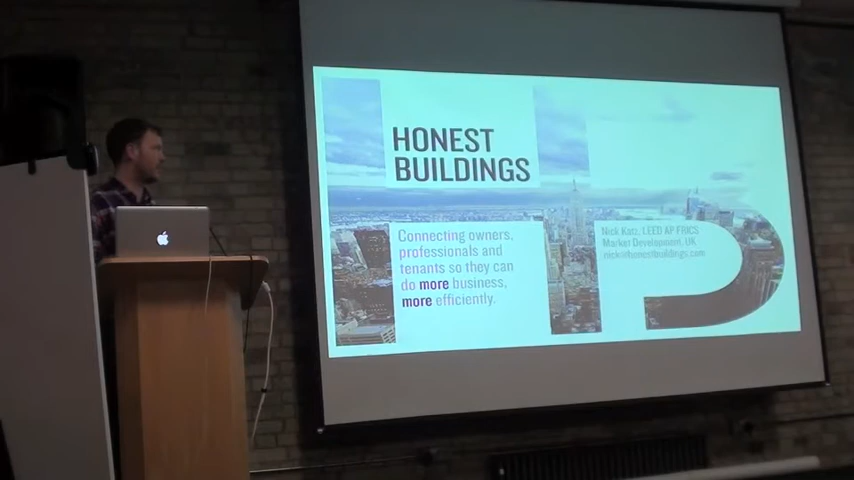 HONEST
BUILDINGS
Connecting owners,
professionals and
tenants so they can
do more business,
more efficiently.
Nick Katz, LEED AP FRICS
Market Development, UK
nick@honestbuildings.com